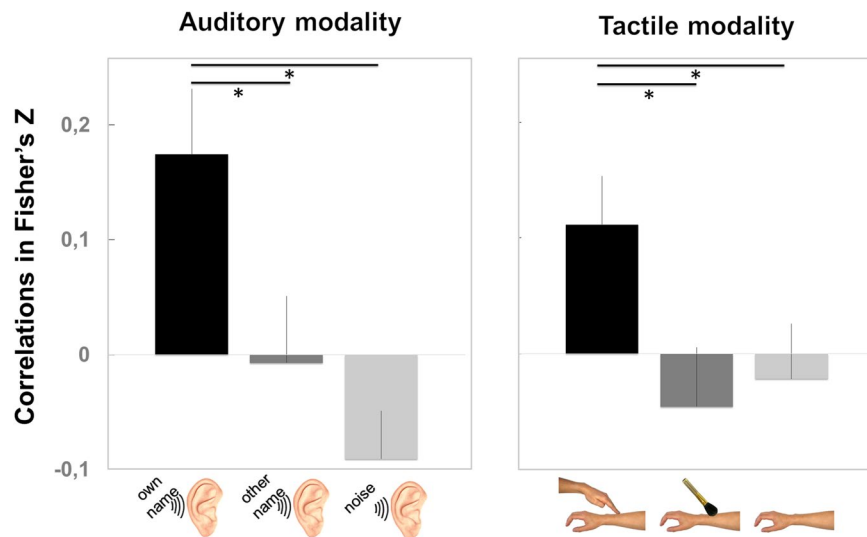 Auditory modality
Tactile modality
Correlations in Fisher's Z
0,2
0,1
0
-0,1
*
*
*
*
own
name
other
name
noise